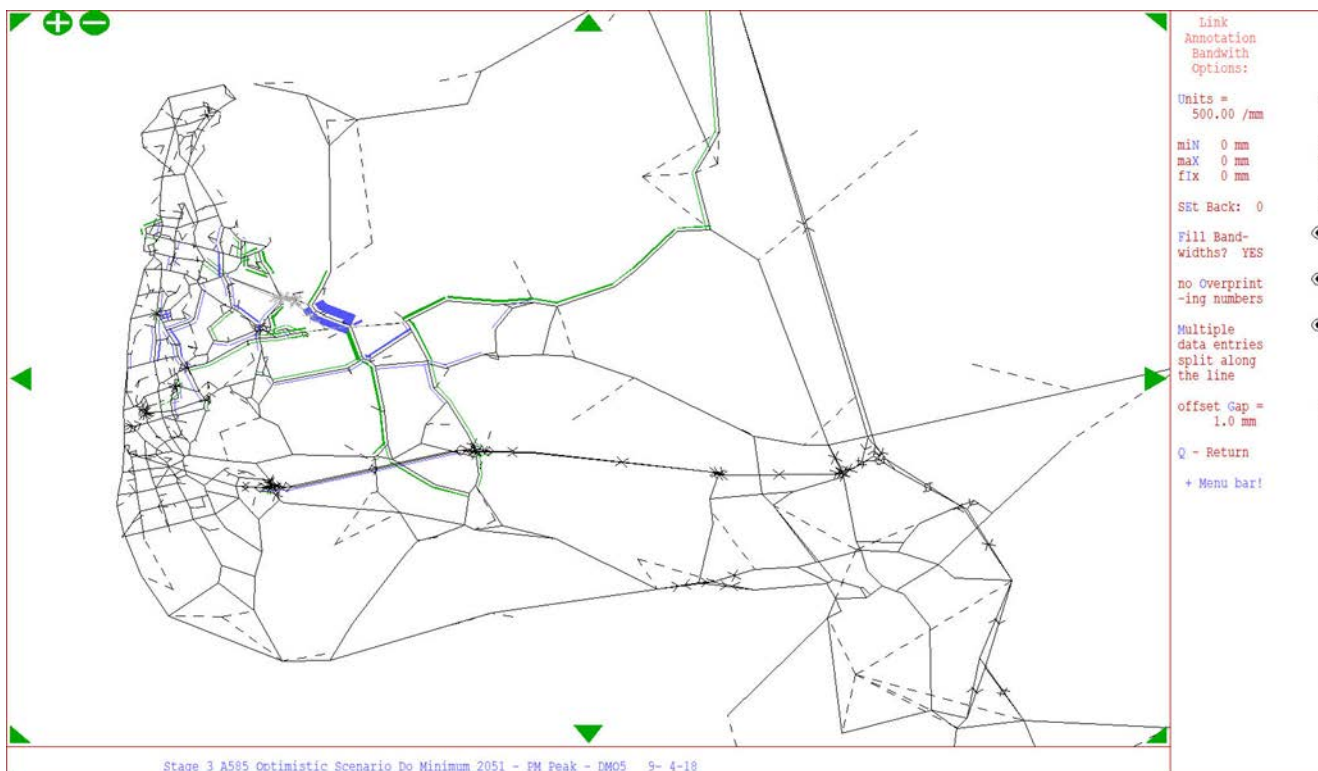 Link
Annotation
Bandwith
Options:
Units =
500.00 /mm
miN 0 mm
maX 0 mm
fIx 0 mm
SEt Back: 0
Fill Band-
widths? YES
no Overprint
-ing numbers
Multiple
data entries
split along
the line
offset Gap =
1.0 mm
Q - Return
+ Menu bar!
Stage 3 A585 Optimistic Scenario Do Minimum 2051 - PM Peak - DMO5 9- 4-18